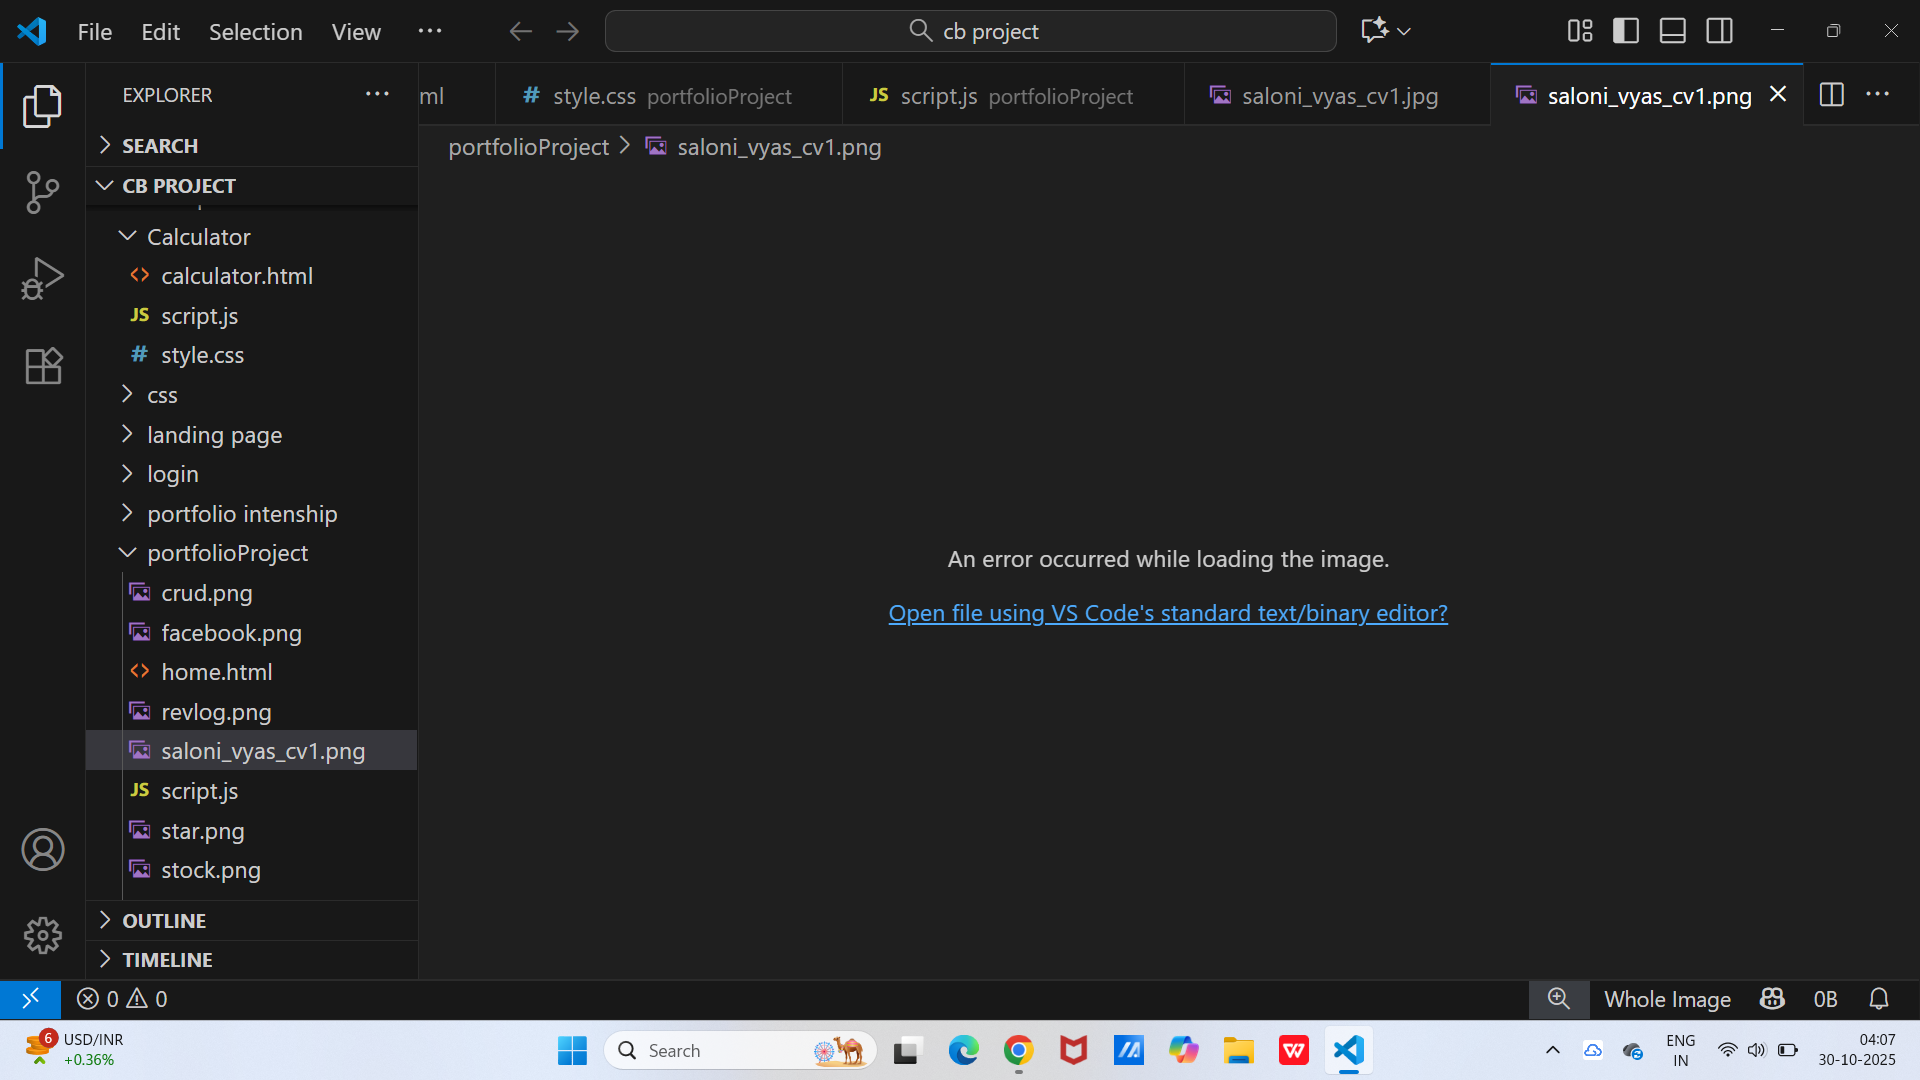 File Edit Selection View ··· cb project
EXPLORER ···
ml
# style.css portfolioProject
JS script.js portfolioProject
saloni_vyas_cv1.jpg
saloni_vyas_cv1.png
portfolioProject > saloni_vyas_cv1.png
SEARCH
CB PROJECT
Calculator
<> calculator.html
JS script.js
# style.css
css
landing page
login
portfolio intenship
portfolioProject
crud.png
facebook.png
<> home.html
revlog.png
saloni_vyas_cv1.png
JS script.js
star.png
stock.png
OUTLINE
TIMELINE
An error occurred while loading the image.
Open file using VS Code's standard text/binary editor?
0 0
Whole Image 0B
6 USD/INR
+0.36%
Search
ENG
IN
04:07
30-10-2025